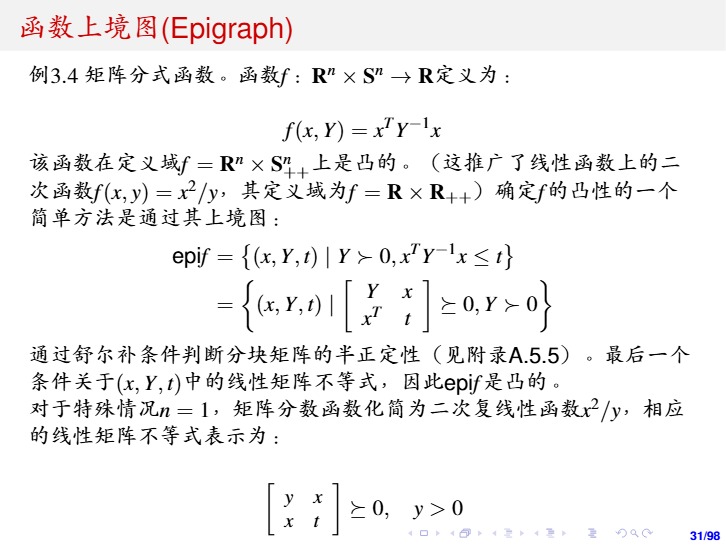 函数上境图(Epigraph)
例3.4 矩阵分式函数。函数f : Rⁿ × Sⁿ → R定义为：
f(x, Y) = xᵀY⁻¹x
该函数在定义域f = Rⁿ × Sⁿ₊₊上是凸的。（这推广了线性函数上的二
次函数f(x, y) = x²/y，其定义域为f = R × R₊₊）确定f的凸性的一个
简单方法是通过其上境图：
epif = {(x, Y, t) | Y ≻ 0, xᵀY⁻¹x ≤ t}
= {(x, Y, t) | [ Y x ; xᵀ t ] ⪰ 0, Y ≻ 0}
通过舒尔补条件判断分块矩阵的半正定性（见附录A.5.5）。最后一个
条件关于(x, Y, t)中的线性矩阵不等式，因此epif是凸的。
对于特殊情况n = 1，矩阵分数函数化简为二次复线性函数x²/y，相应
的线性矩阵不等式表示为：
[ y x ; x t ] ⪰ 0, y > 0
31/98